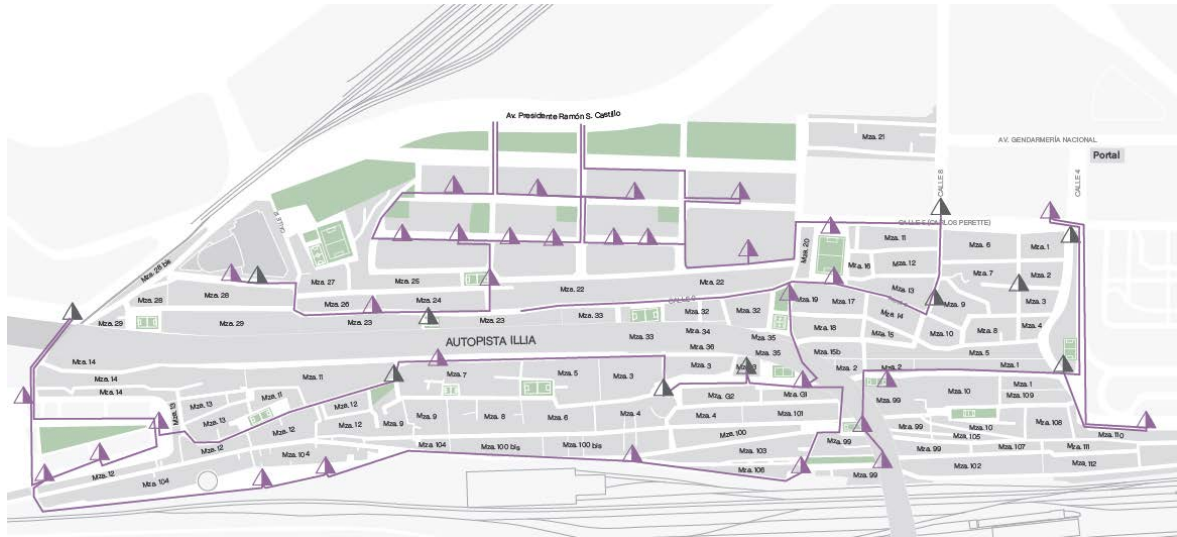 Av. Presidente Ramón S. Castillo
Mza. 21
AV. GENDARMERÍA NACIONAL
Portal
CALLE 8
CALLE 4
CALLE 5 (CARLOS PERETTE)
Mza. 20
Mza. 11
Mza. 6
Mza. 1
Mza. 28 bis
Mza. 16
Mza. 12
Mza. 7
Mza. 2
Mza. 27
Mza. 25
Mza. 22
Mza. 22
Mza. 13
Mza. 28
Mza. 28
Mza. 26
Mza. 24
CALLE 9
Mza. 19
Mza. 17
Mza. 9
Mza. 3
Mza. 29
Mza. 29
Mza. 23
Mza. 23
Mza. 33
Mza. 32
Mza. 32
Mza. 14
Mza. 18
Mza. 15
Mza. 10
Mza. 8
Mza. 4
AUTOPISTA ILLIA
Mza. 33
Mza. 34
Mza. 35
Mza. 36
Mza. 35
Mza. 15b
Mza. 5
Mza. 14
Mza. 11
Mza. 7
Mza. 5
Mza. 3
Mza. 3
Mza. 2
Mza. 2
Mza. 1
Mza. 14
Mza. 14
Mza. 13
Mza. 13
Mza. 11
Mza. 12
Mza. G2
Mza. G1
Mza. 99
Mza. 10
Mza. 1
Mza. 109
Mza. 13
Mza. 12
Mza. 12
Mza. 9
Mza. 9
Mza. 8
Mza. 6
Mza. 4
Mza. 4
Mza. 101
Mza. 10
Mza. 108
Mza. 12
Mza. 104
Mza. 104
Mza. 100 bis
Mza. 100 bis
Mza. 100
Mza. 103
Mza. 99
Mza. 99
Mza. 105
Mza. 99
Mza. 107
Mza. 110
Mza. 111
Mza. 12
Mza. 104
Mza. 106
Mza. 99
Mza. 102
Mza. 112